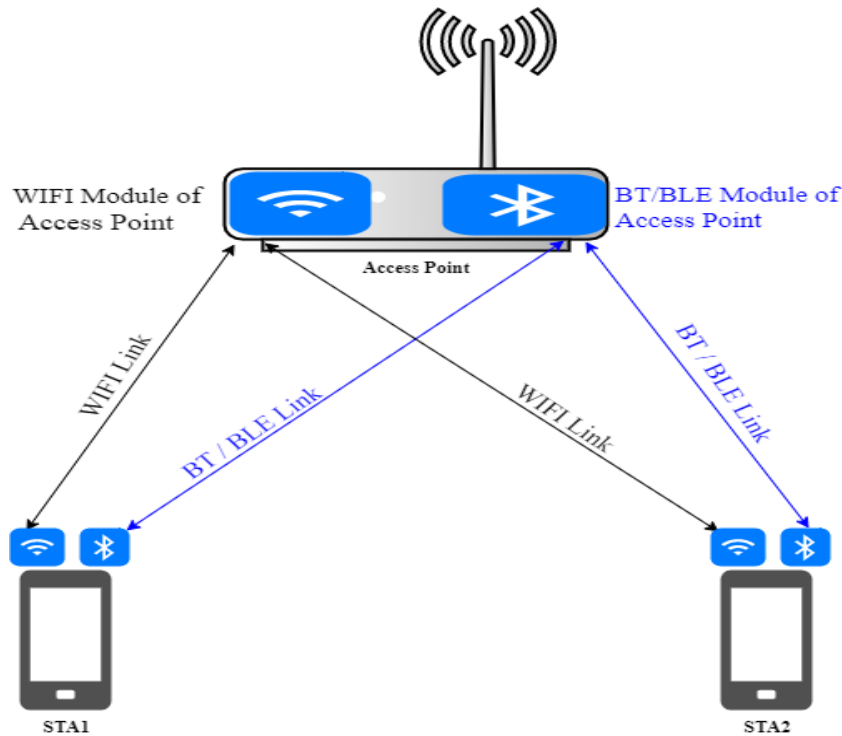 WIFI Module of
Access Point
BT/BLE Module of
Access Point
Access Point
WIFI Link
BT / BLE Link
WIFI Link
BT / BLE Link
STA1
STA2